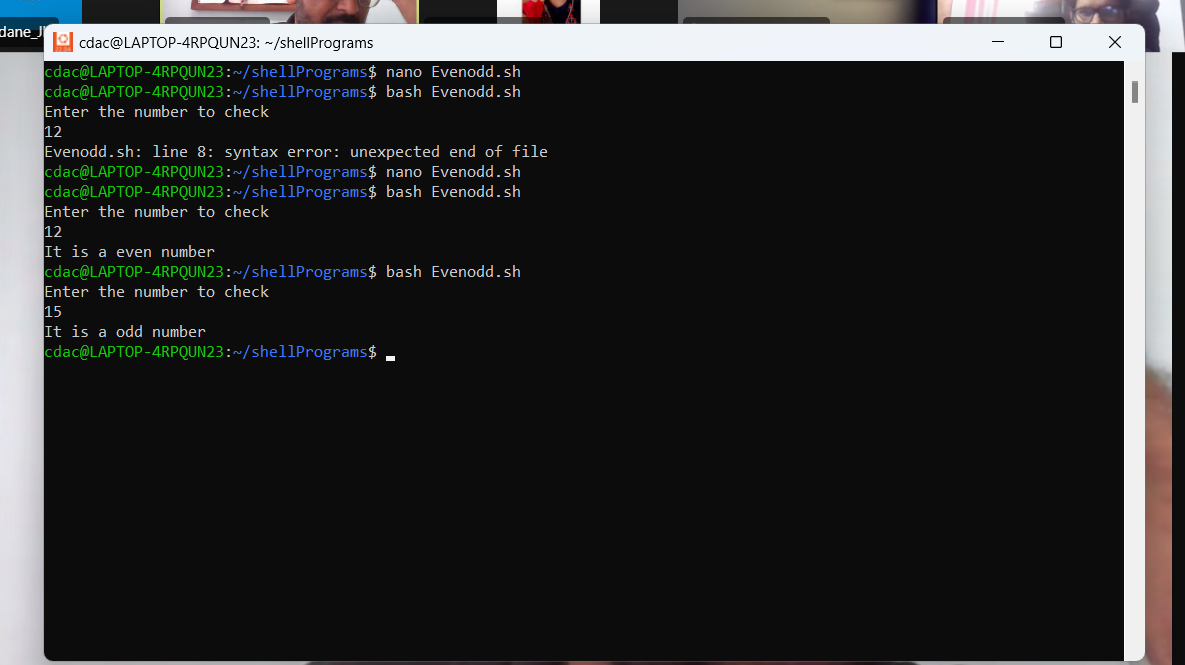 dane_J
cdac@LAPTOP-4RPQUN23: ~/shellPrograms
cdac@LAPTOP-4RPQUN23:~/shellPrograms$ nano Evenodd.sh
cdac@LAPTOP-4RPQUN23:~/shellPrograms$ bash Evenodd.sh
Enter the number to check
12
Evenodd.sh: line 8: syntax error: unexpected end of file
cdac@LAPTOP-4RPQUN23:~/shellPrograms$ nano Evenodd.sh
cdac@LAPTOP-4RPQUN23:~/shellPrograms$ bash Evenodd.sh
Enter the number to check
12
It is a even number
cdac@LAPTOP-4RPQUN23:~/shellPrograms$ bash Evenodd.sh
Enter the number to check
15
It is a odd number
cdac@LAPTOP-4RPQUN23:~/shellPrograms$